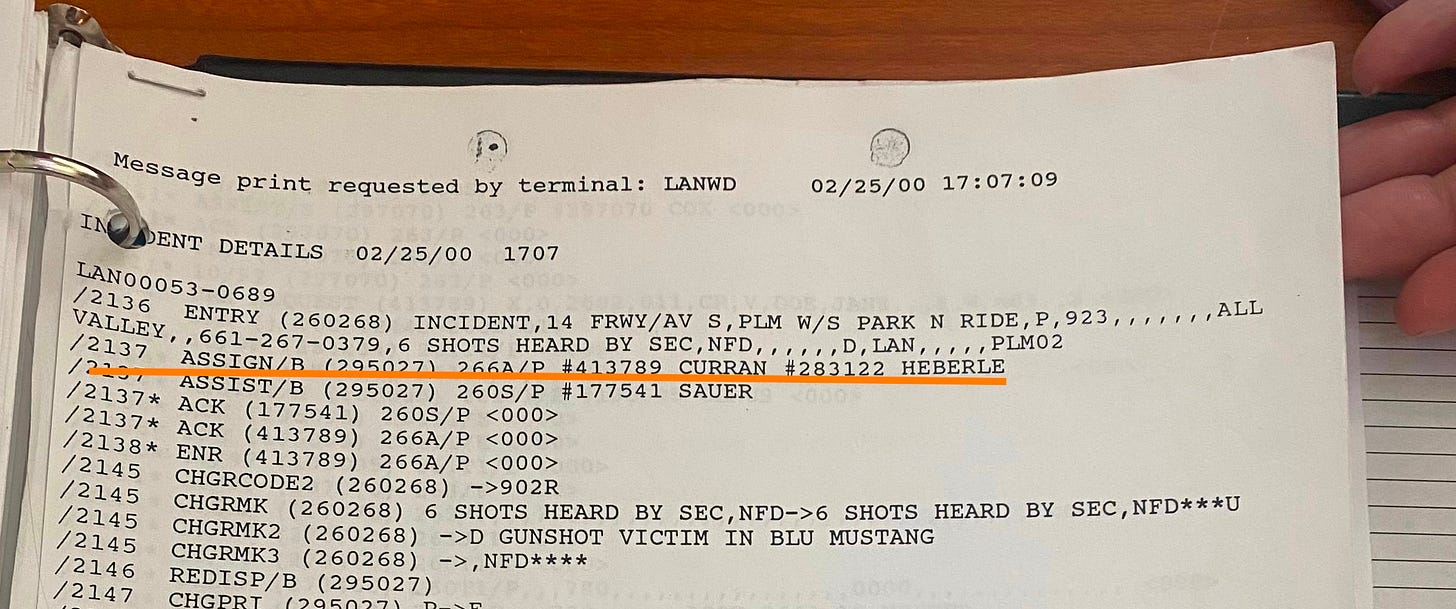 Message print requested by terminal: LANWD 02/25/00 17:07:09
DENT DETAILS 02/25/00 1707
LAN00053-0689
/2136 ENTRY (260268) INCIDENT,14 FRWY/AV S,PLM W/S PARK N RIDE,P,923,,,,,,,ALL
VALLEY,,661-267-0379,6 SHOTS HEARD BY SEC,NFD,,,,,,D,LAN,,,,,PLM02
/2137 ASSIGN/B (295027) 266A/P #413789 CURRAN #283122 HEBERLE
/2137 ASSIST/B (295027) 260S/P #177541 SAUER
/2137* ACK (177541) 260S/P <000>
/2137* ACK (413789) 266A/P <000>
/2138* ENR (413789) 266A/P <000>
/2145 CHGRCODE2 (260268) ->902R
/2145 CHGRMK (260268) 6 SHOTS HEARD BY SEC,NFD->6 SHOTS HEARD BY SEC,NFD***U
/2145 CHGRMK2 (260268) ->D GUNSHOT VICTIM IN BLU MUSTANG
/2145 CHGRMK3 (260268) ->,NFD****
/2146 REDISP/B (295027)
/2147 CHGPRI (295027) P->E